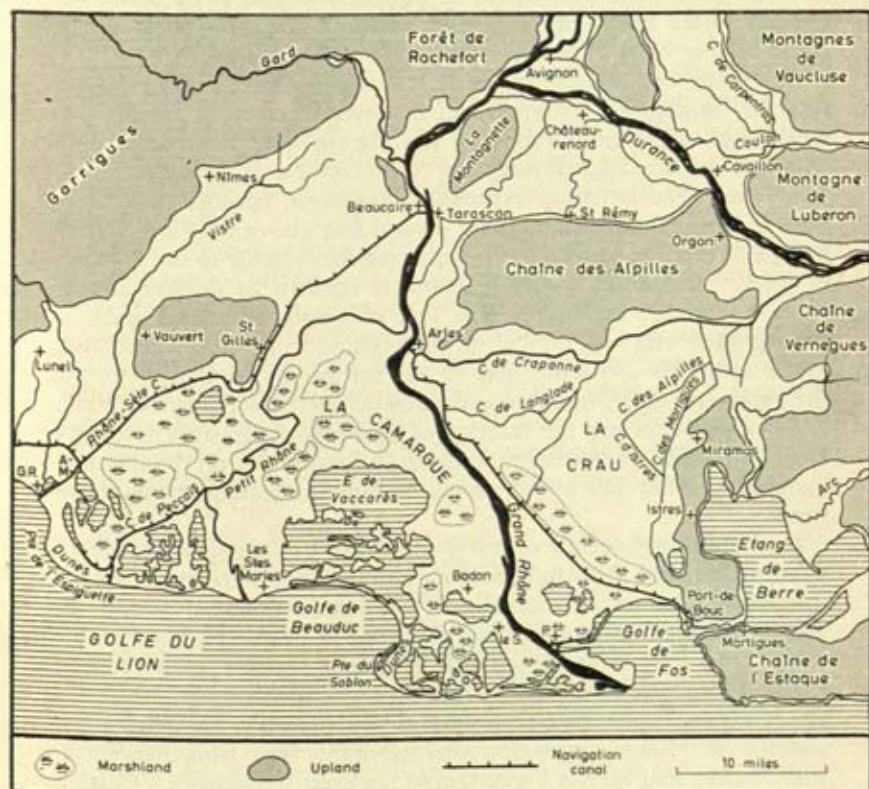 Forêt de
Rochefort
Gard
Avignon
Montagnes
de
Vaucluse
C de Carpentras
Garrigues
La
Montagnette
Château-
renard
Durance
Coulon
Cavaillon
Nîmes
Vistre
Beaucaire
Tarascon
St Rémy
Montagne
de
Luberon
Orgon
Chaîne des Alpilles
Vauvert
St
Gilles
Arles
Chaîne
de
Vernegues
Lunel
C de Craponne
C de Langlade
C des Alpilles
C des Martigues
C d'Istres
LA
CRAU
LA
CAMARGUE
Rhône-Sète C
Petit Rhône
Miramas
G.R.
A-M
E de
Vaccarès
Istres
Arc
C de Peccais
Grand Rhône
Etang
de
Berre
Dunes
de l'Espiguette
Les
Stes
Maries
Badon
Port-de
Bouc
Golfe de
Beauduc
le S
P
Golfe
de
Fos
Martigues
GOLFE DU
LION
Pte du
Sablon
Dune
Chaîne de
l'Estaque
Marshland
Upland
Navigation
canal
10 miles